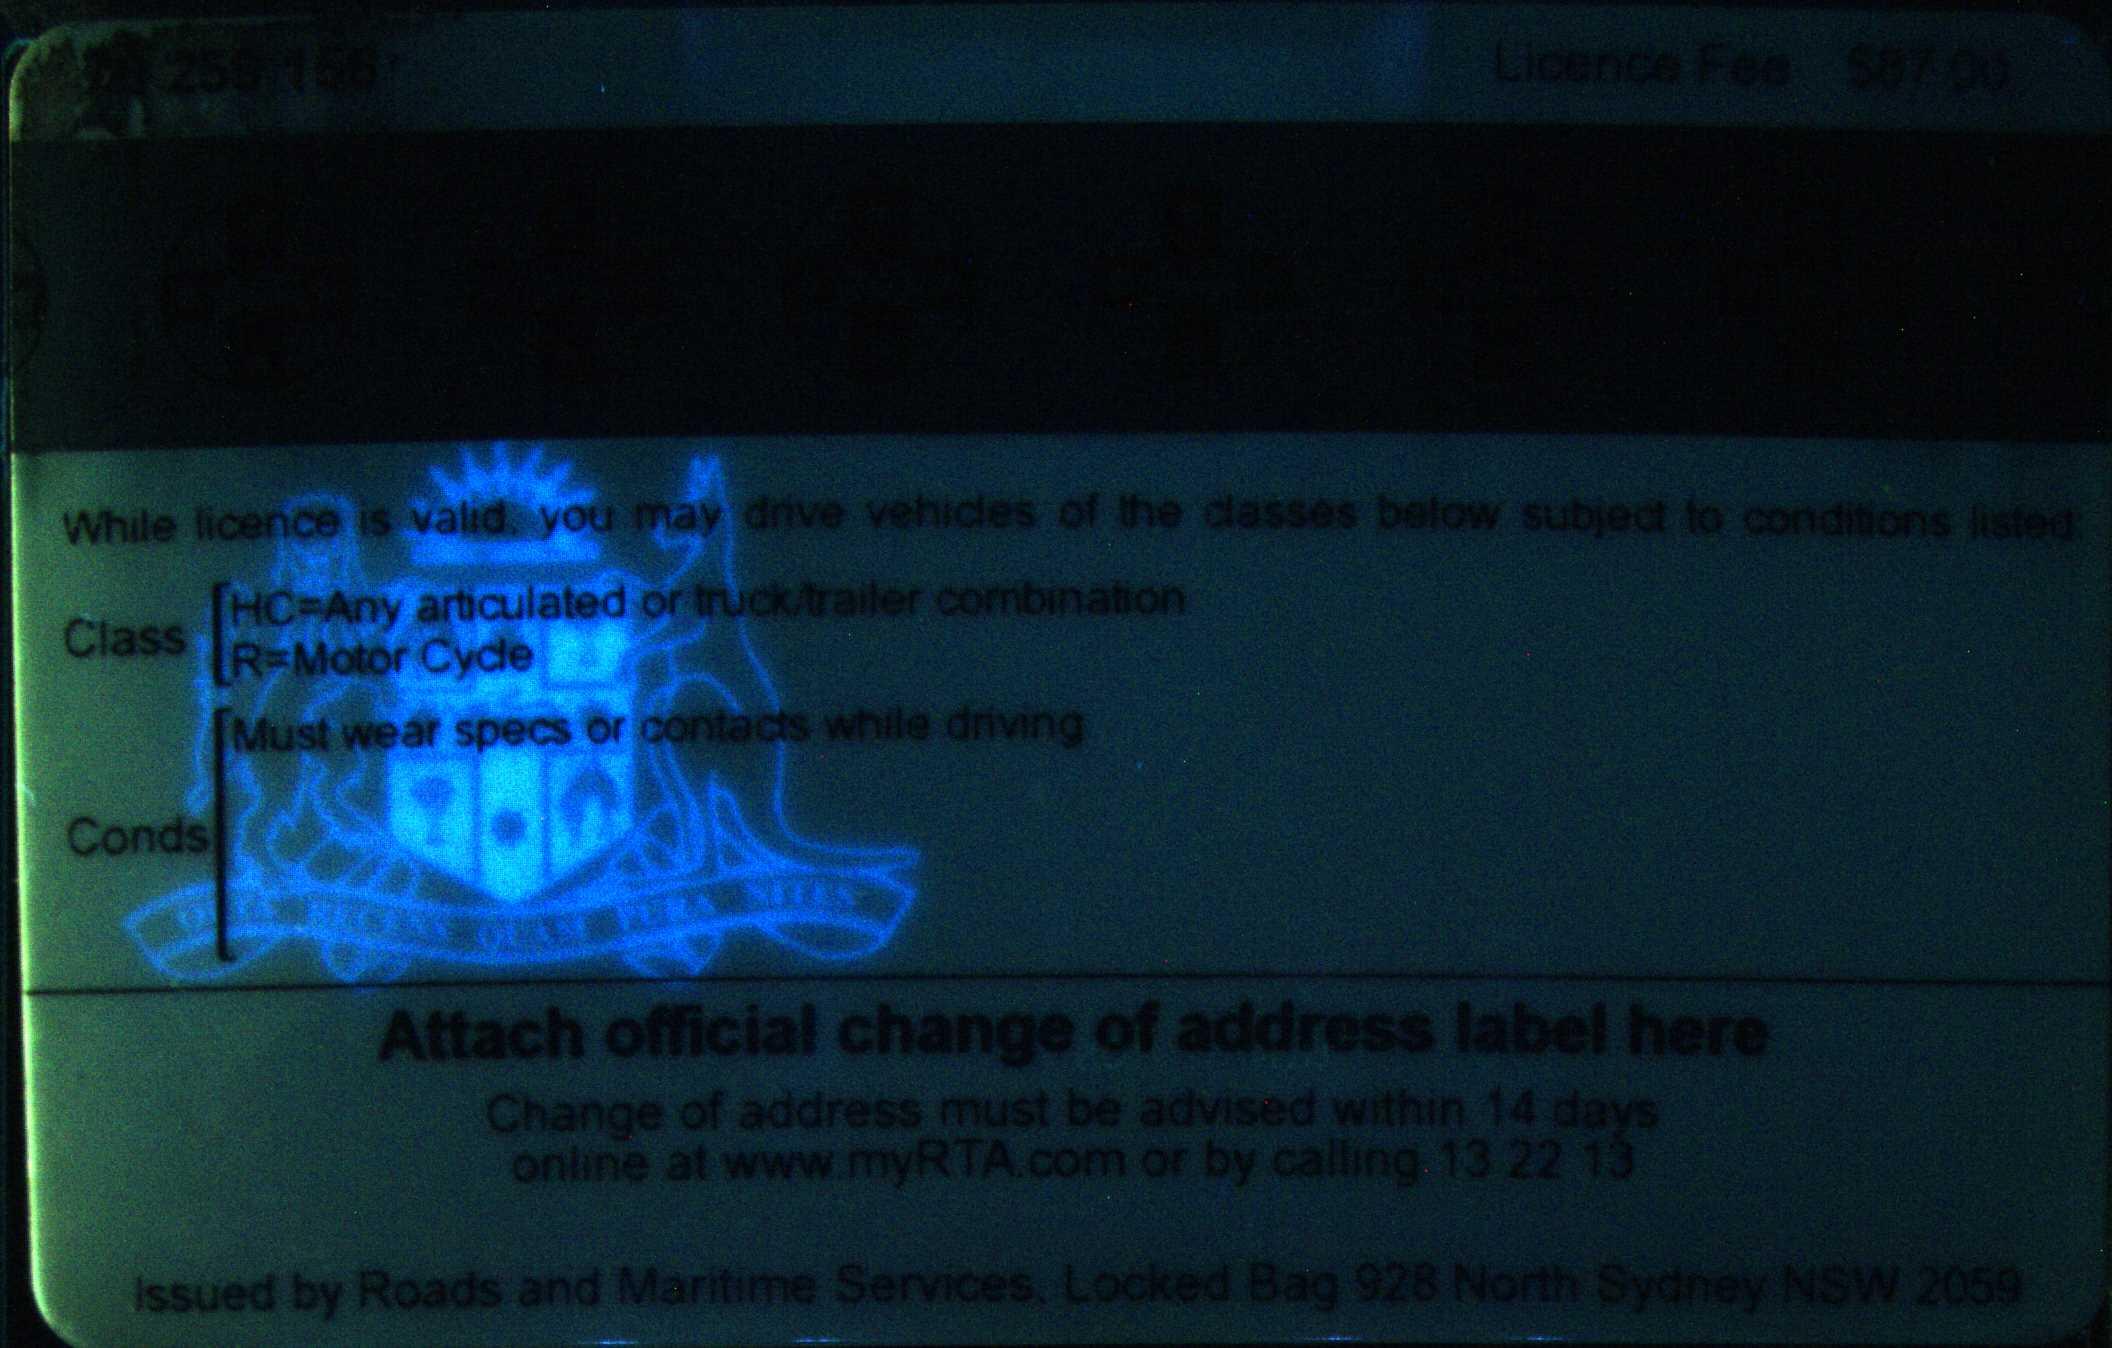 Licence Fee
While licence is valid, you may drive vehicles of the classes below subject to conditions listed:
Class
HC=Any articulated or truck/trailer combination
R=Motor Cycle
Must wear specs or contacts while driving
Conds
QUAM PURA NITES
Attach official change of address label here
Change of address must be advised within 14 days
online at www.myRTA.com or by calling 13 22 13
Issued by Roads and Maritime Services, Locked Bag 928 North Sydney NSW 2059